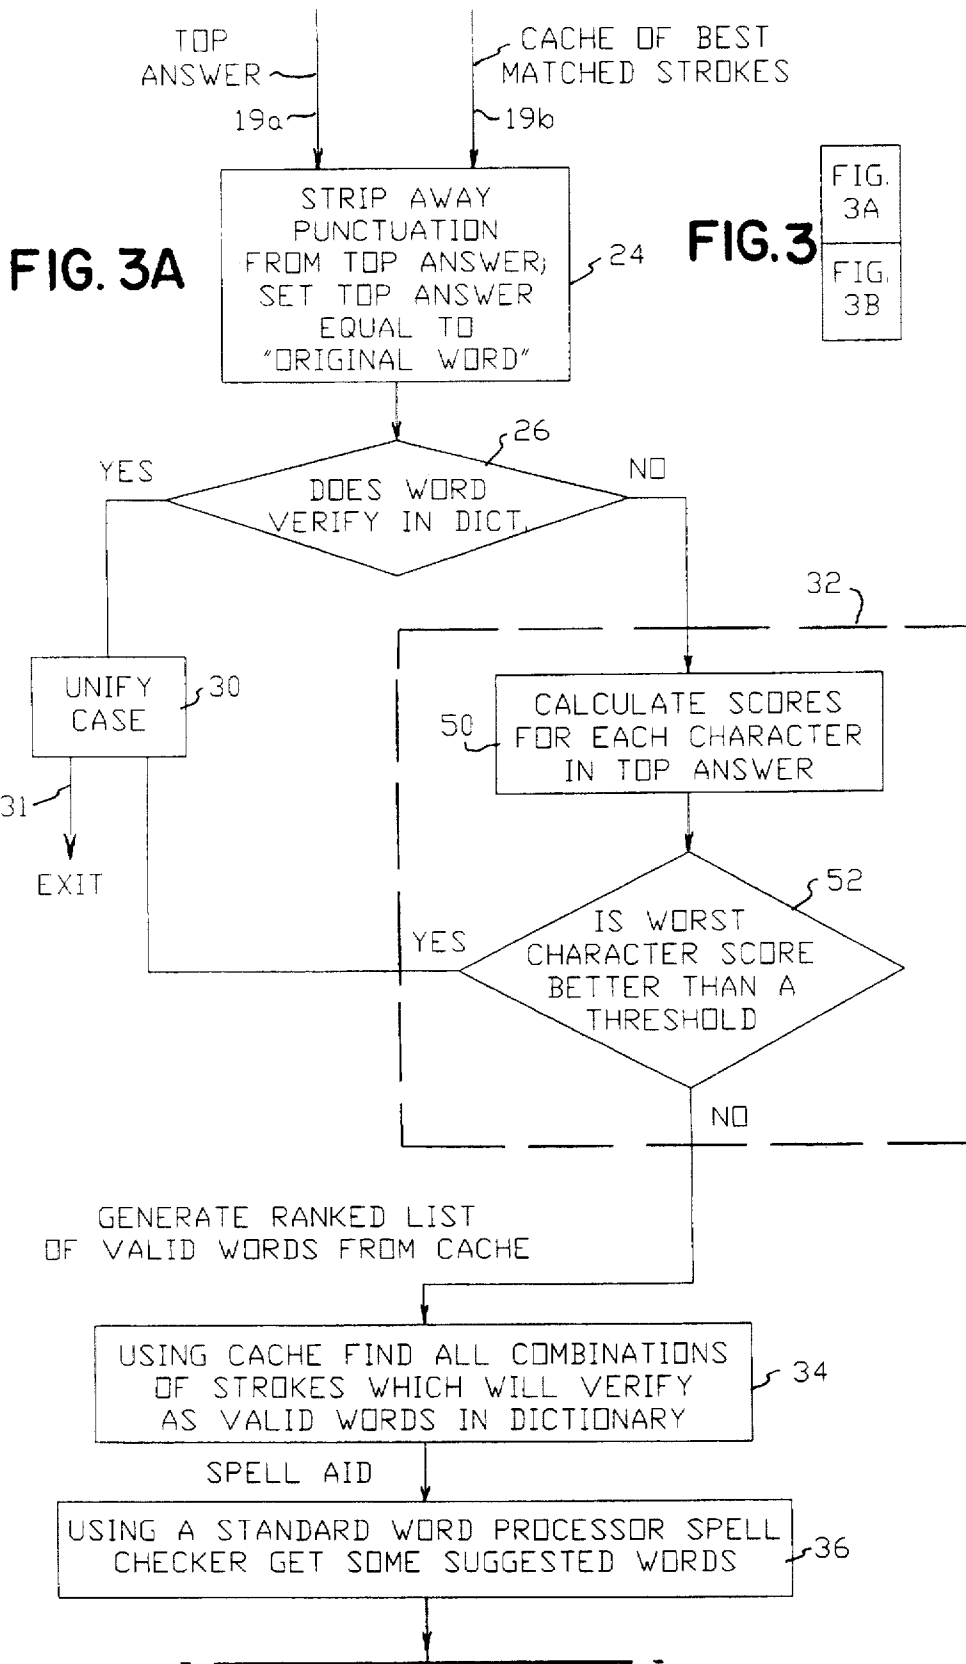 TOP
ANSWER
CACHE OF BEST
MATCHED STROKES
19a
19b
FIG. 3A
STRIP AWAY
PUNCTUATION
FROM TOP ANSWER;
SET TOP ANSWER
EQUAL TO
"ORIGINAL WORD"
24
FIG. 3
FIG.
3A
FIG.
3B
26
YES
NO
DOES WORD
VERIFY IN DICT.
32
UNIFY
CASE
30
31
EXIT
50
CALCULATE SCORES
FOR EACH CHARACTER
IN TOP ANSWER
52
YES
IS WORST
CHARACTER SCORE
BETTER THAN A
THRESHOLD
NO
GENERATE RANKED LIST
OF VALID WORDS FROM CACHE
USING CACHE FIND ALL COMBINATIONS
OF STROKES WHICH WILL VERIFY
AS VALID WORDS IN DICTIONARY
34
SPELL AID
USING A STANDARD WORD PROCESSOR SPELL
CHECKER GET SOME SUGGESTED WORDS
36